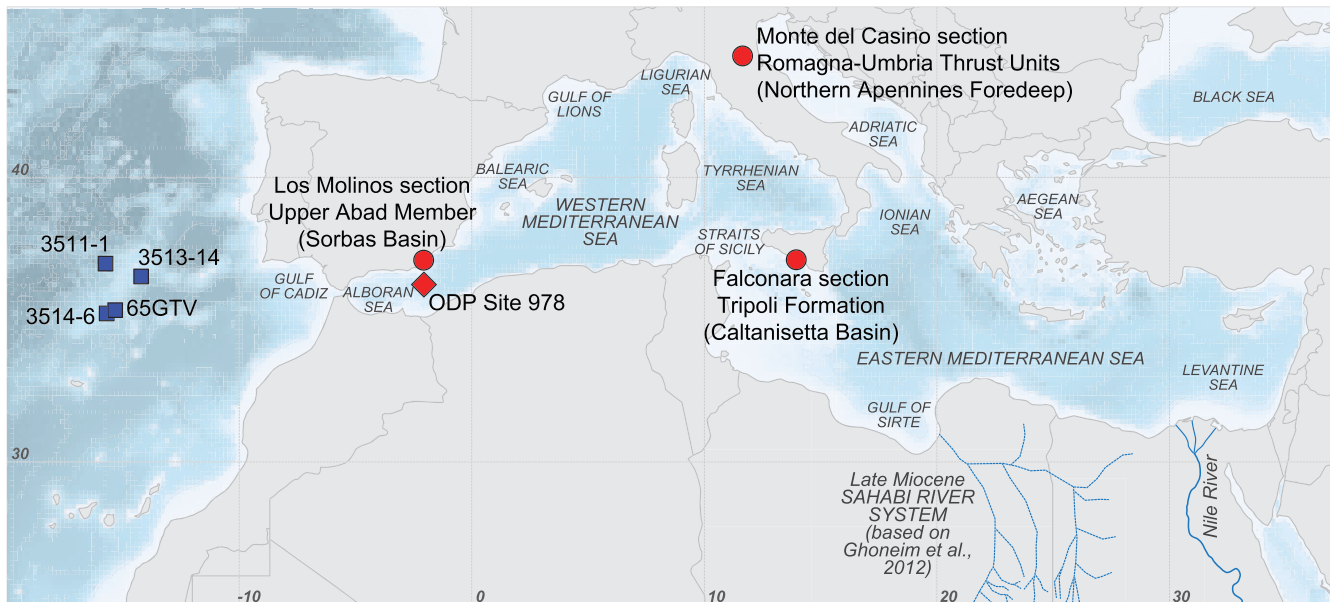 Monte del Casino section
Romagna-Umbria Thrust Units
(Northern Apennines Foredeep)
LIGURIAN
SEA
GULF OF
LIONS
BLACK SEA
ADRIATIC
SEA
40
BALEARIC
SEA
TYRRHENIAN
SEA
Los Molinos section
Upper Abad Member
(Sorbas Basin)
WESTERN
MEDITERRANEAN
SEA
AEGEAN
SEA
IONIAN
SEA
STRAITS
OF SICILY
3511-1
3513-14
GULF
OF CADIZ
ALBORAN
SEA
ODP Site 978
Falconara section
Tripoli Formation
(Caltanisetta Basin)
3514-6
65GTV
EASTERN MEDITERRANEAN SEA
LEVANTINE
SEA
GULF OF
SIRTE
30
Late Miocene
SAHABI RIVER
SYSTEM
(based on
Ghoneim et al.,
2012)
Nile River
-10
0
10
20
30